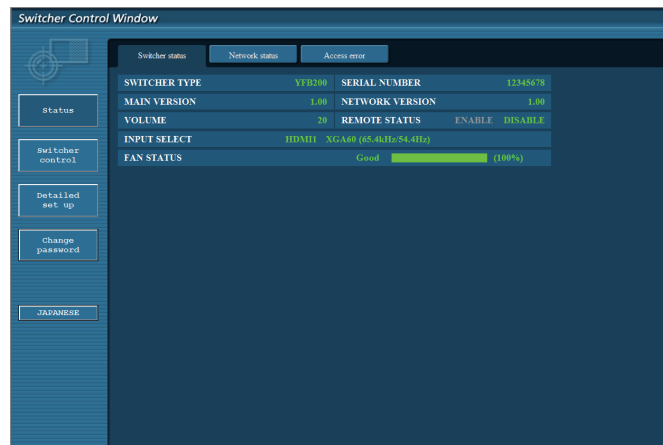 Switcher Control Window
Switcher status Network status Access error
SWITCHER TYPE YFB200 SERIAL NUMBER 12345678
MAIN VERSION 1.00 NETWORK VERSION 1.00
VOLUME 20 REMOTE STATUS ENABLE DISABLE
INPUT SELECT HDMI1 XGA60 (65.4kHz/54.4Hz)
FAN STATUS Good (100%)
Status
Switcher
control
Detailed
set up
Change
password
JAPANESE